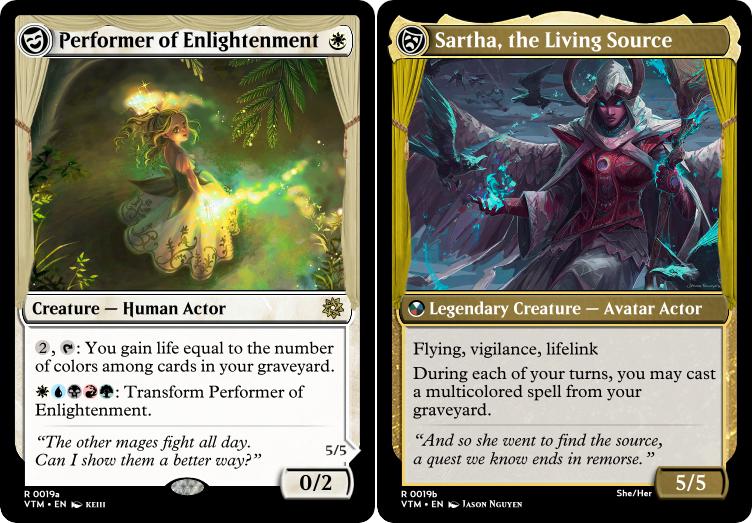 Performer of Enlightenment
Creature — Human Actor
2, : You gain life equal to the number
of colors among cards in your graveyard.
: Transform Performer of
Enlightenment.
“The other mages fight all day.
Can I show them a better way?”
5/5
0/2
R 0019a
VTM • EN KEIII
Sartha, the Living Source
Legendary Creature — Avatar Actor
Flying, vigilance, lifelink
During each of your turns, you may cast
a multicolored spell from your
graveyard.
“And so she went to find the source,
a quest we know ends in remorse.”
5/5
R 0019b
She/Her
VTM • EN JASON NGUYEN